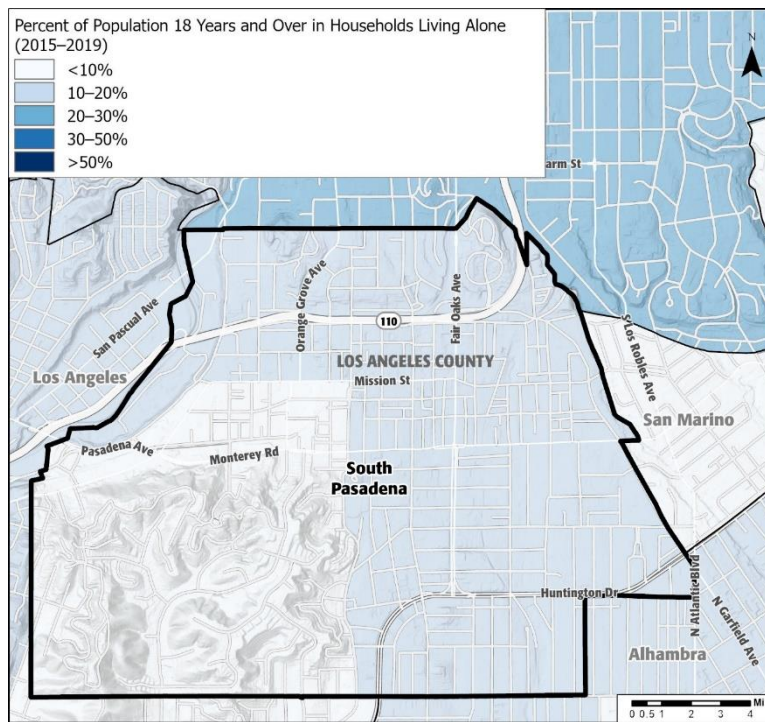 Percent of Population 18 Years and Over in Households Living Alone
(2015–2019)
<10%
10–20%
20–30%
30–50%
>50%
N
arm St
San Pascual Ave
Orange Grove Ave
Fair Oaks Ave
110
S Los Robles Ave
Los Angeles
LOS ANGELES COUNTY
Mission St
San Marino
Pasadena Ave
Monterey Rd
South
Pasadena
Huntington Dr
N Atlantic Blvd
N Garfield Ave
Alhambra
Mi
0 0.5 1 2 3 4